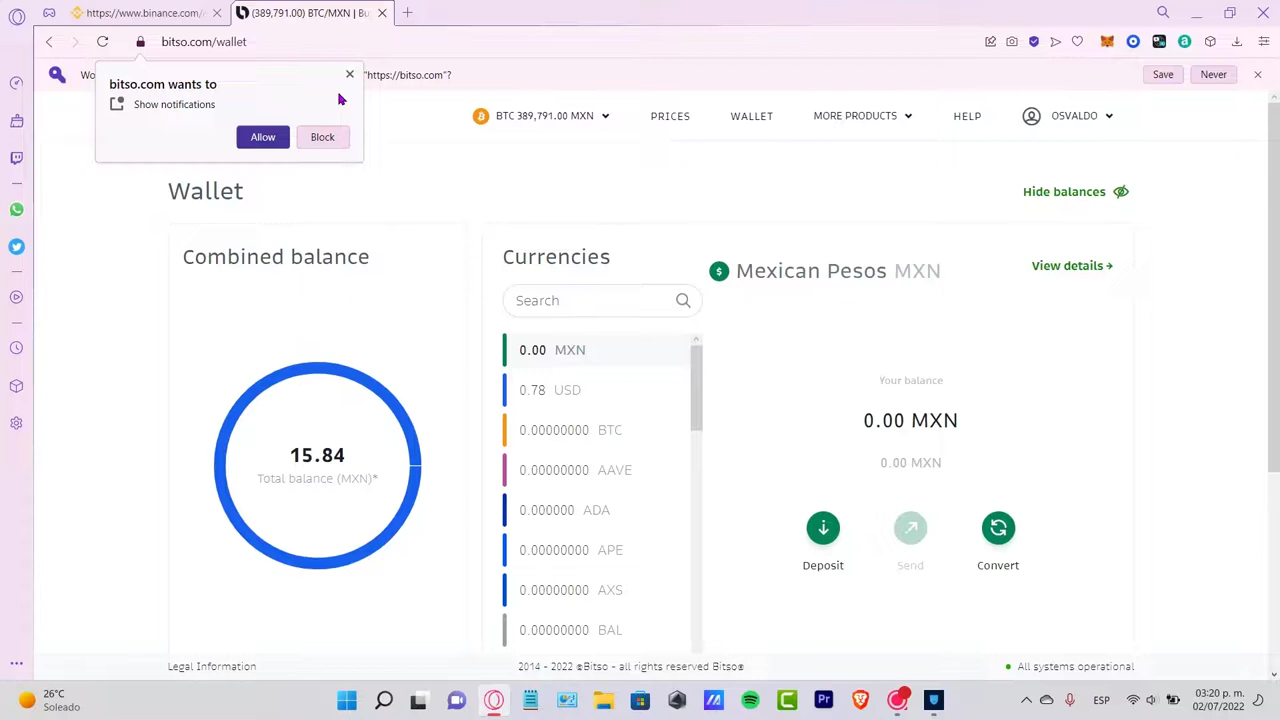 https://www.binance.com/
(389,791.00) BTC/MXN | Bu
bitso.com/wallet
"https://bitso.com"?
Save
Never
bitso.com wants to
Show notifications
Allow
Block
BTC 389,791.00 MXN
PRICES
WALLET
MORE PRODUCTS
HELP
OSVALDO
Wallet
Hide balances
Combined balance
15.84
Total balance (MXN)*
Currencies
Search
0.00 MXN
0.78 USD
0.00000000 BTC
0.00000000 AAVE
0.000000 ADA
0.00000000 APE
0.00000000 AXS
0.00000000 BAL
Mexican Pesos MXN
View details
Your balance
0.00 MXN
0.00 MXN
Deposit
Send
Convert
Legal Information
2014 - 2022 ®Bitso - all rights reserved Bitso®
All systems operational
26°C
Soleado
Pr
ESP
03:20 p. m.
02/07/2022